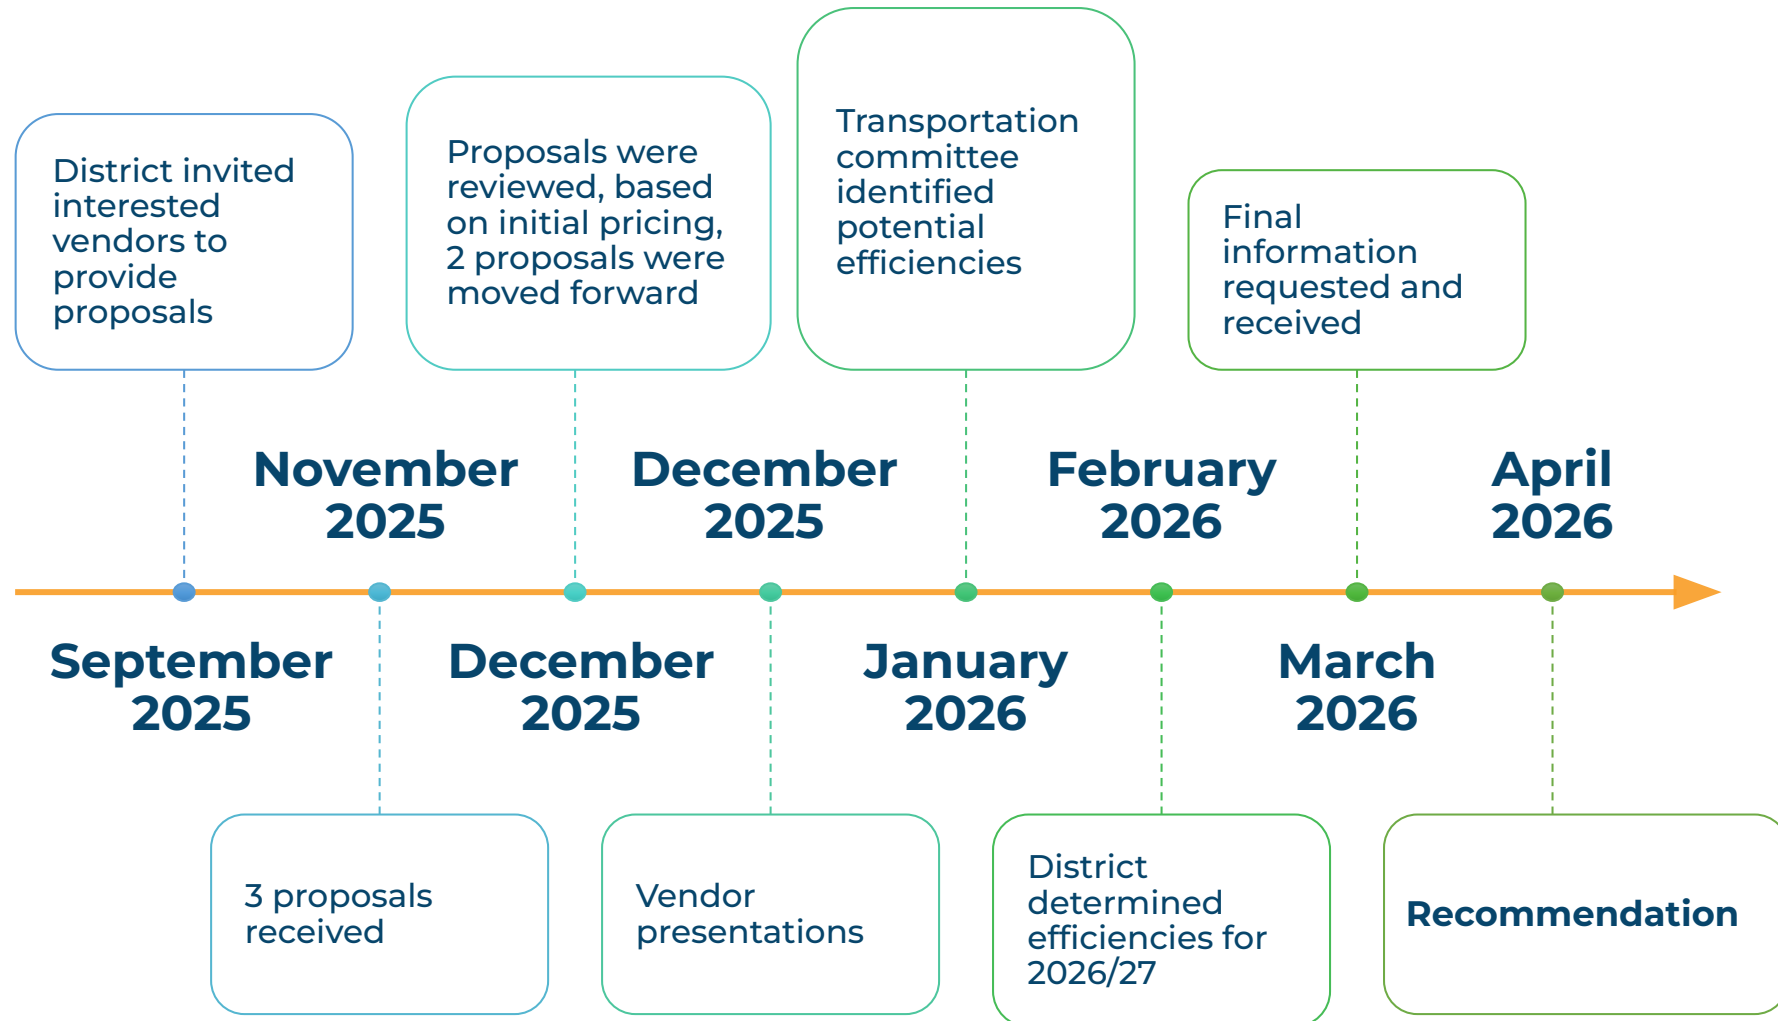 District invited
interested
vendors to
provide
proposals
Proposals were
reviewed, based
on initial pricing,
2 proposals were
moved forward
Transportation
committee
identified
potential
efficiencies
Final
information
requested and
received
November
2025
December
2025
February
2026
April
2026
September
2025
December
2025
January
2026
March
2026
3 proposals
received
Vendor
presentations
District
determined
efficiencies for
2026/27
Recommendation